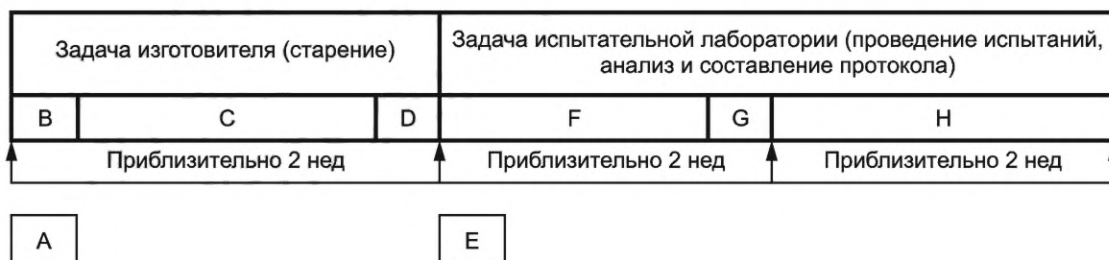 Задача изготовителя (старение)
Задача испытательной лаборатории (проведение испытаний,
анализ и составление протокола)
B C D F G H
Приблизительно 2 нед Приблизительно 2 нед Приблизительно 2 нед
A E